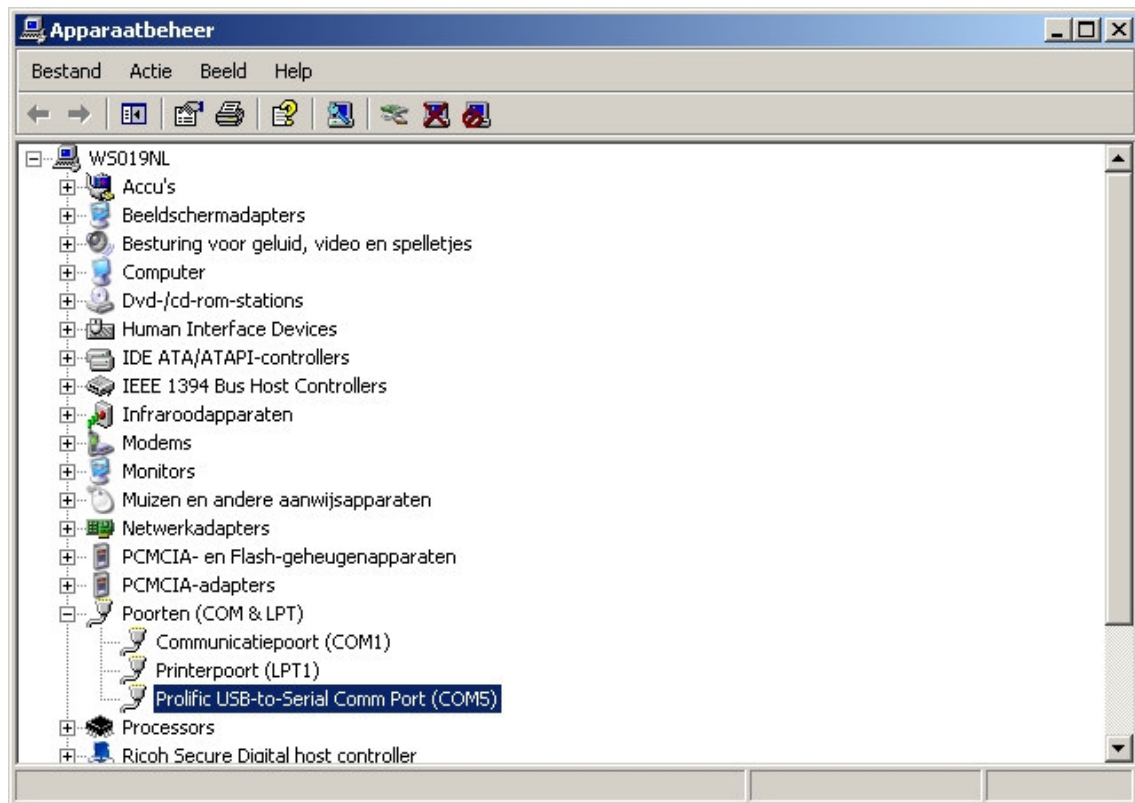 Apparaatbeheer
Bestand Actie Beeld Help
WS019NL
Accu's
Beeldschermadapters
Besturing voor geluid, video en spelletjes
Computer
Dvd-/cd-rom-stations
Human Interface Devices
IDE ATA/ATAPI-controllers
IEEE 1394 Bus Host Controllers
Infraroodapparaten
Modems
Monitors
Muizen en andere aanwijsapparaten
Netwerkadapters
PCMCIA- en Flash-geheugenapparaten
PCMCIA-adapters
Poorten (COM & LPT)
Communicatiepoort (COM1)
Printerpoort (LPT1)
Prolific USB-to-Serial Comm Port (COM5)
Processors
Ricoh Secure Digital host controller